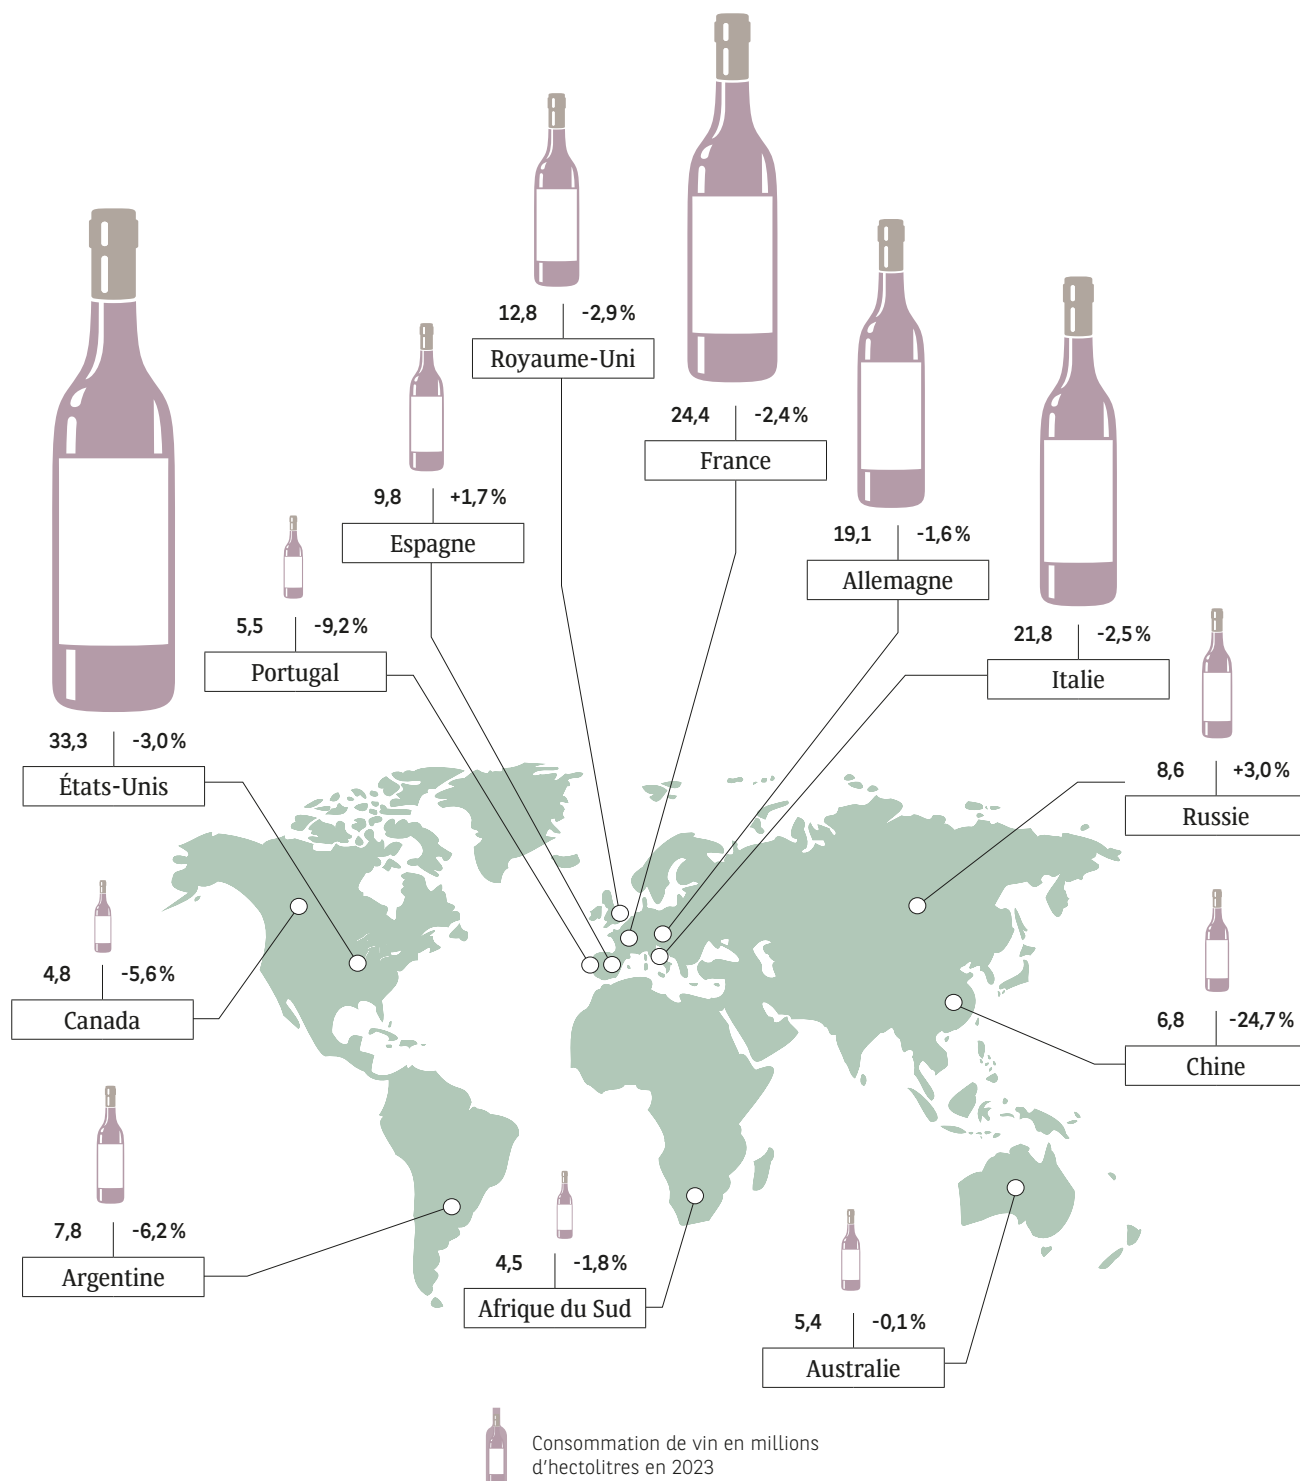 12,8 -2,9%
Royaume-Uni
24,4 -2,4%
France
9,8 +1,7%
Espagne
19,1 -1,6%
Allemagne
5,5 -9,2%
Portugal
21,8 -2,5%
Italie
33,3 -3,0%
États-Unis
8,6 +3,0%
Russie
4,8 -5,6%
Canada
6,8 -24,7%
Chine
7,8 -6,2%
Argentine
4,5 -1,8%
Afrique du Sud
5,4 -0,1%
Australie
Consommation de vin en millions
d'hectolitres en 2023